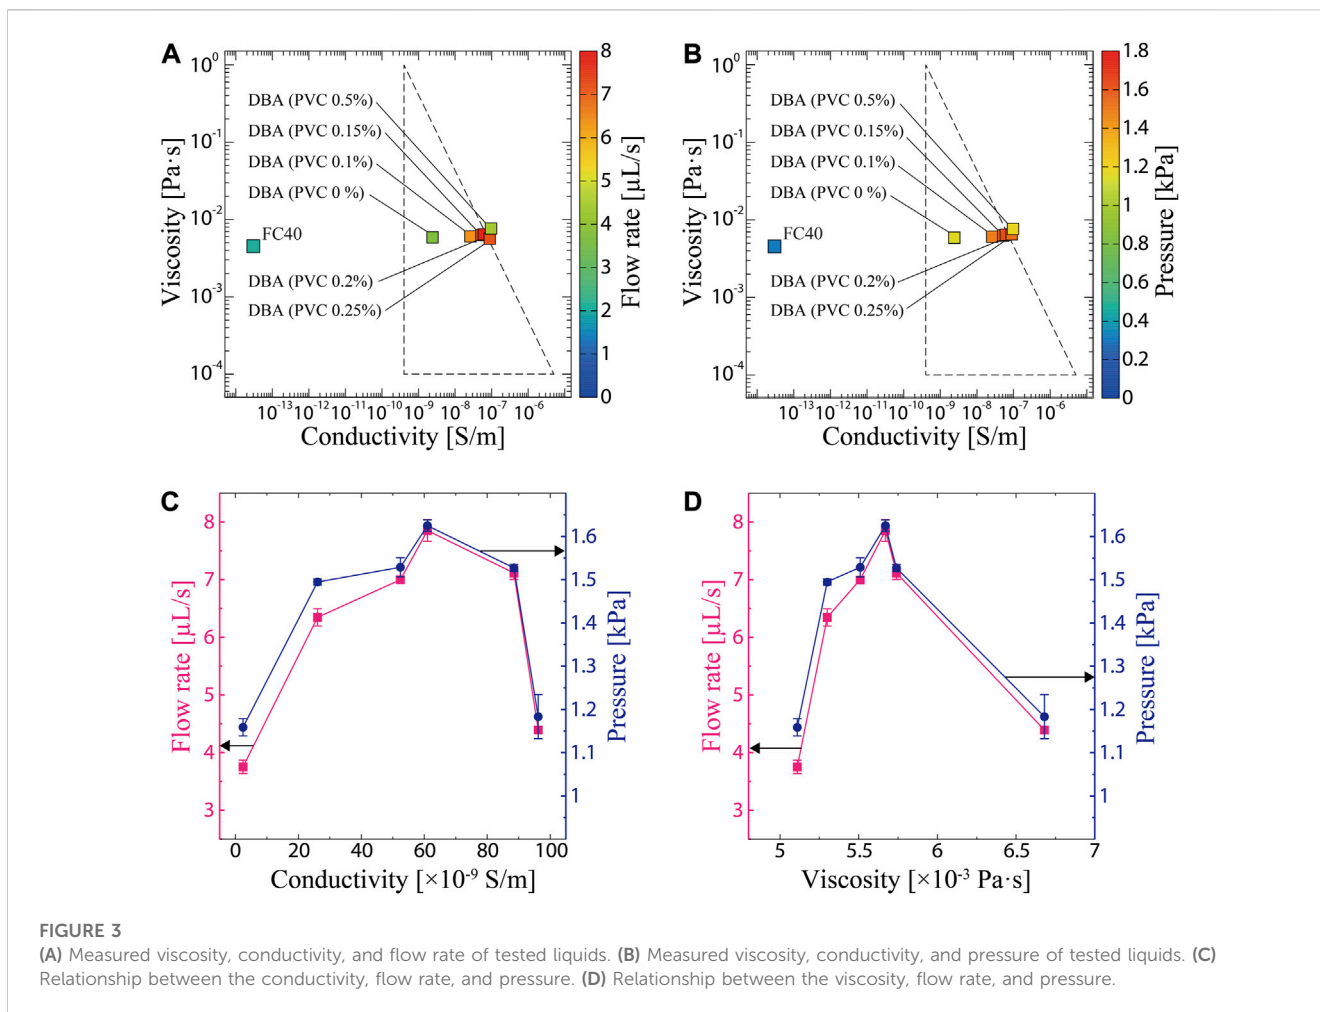 A
Viscosity [Pa·s]
10⁰
10⁻¹
10⁻²
10⁻³
10⁻⁴
DBA (PVC 0.5%)
DBA (PVC 0.15%)
DBA (PVC 0.1%)
DBA (PVC 0 %)
FC40
DBA (PVC 0.2%)
DBA (PVC 0.25%)
10⁻¹³ 10⁻¹² 10⁻¹¹ 10⁻¹⁰ 10⁻⁹ 10⁻⁸ 10⁻⁷ 10⁻⁶
Conductivity [S/m]
8
7
6
5
4
3
2
1
0
Flow rate [µL/s]
B
Viscosity [Pa·s]
10⁰
10⁻¹
10⁻²
10⁻³
10⁻⁴
DBA (PVC 0.5%)
DBA (PVC 0.15%)
DBA (PVC 0.1%)
DBA (PVC 0 %)
FC40
DBA (PVC 0.2%)
DBA (PVC 0.25%)
10⁻¹³ 10⁻¹² 10⁻¹¹ 10⁻¹⁰ 10⁻⁹ 10⁻⁸ 10⁻⁷ 10⁻⁶
Conductivity [S/m]
1.8
1.6
1.4
1.2
1
0.8
0.6
0.4
0.2
0
Pressure [kPa]
C
Flow rate [µL/s]
8
7
6
5
4
3
0 20 40 60 80 100
Conductivity [×10⁻⁹ S/m]
1.6
1.5
1.4
1.3
1.2
1.1
1
Pressure [kPa]
D
Flow rate [µL/s]
8
7
6
5
4
3
5 5.5 6 6.5 7
Viscosity [×10⁻³ Pa·s]
1.6
1.5
1.4
1.3
1.2
1.1
1
Pressure [kPa]
FIGURE 3
(A) Measured viscosity, conductivity, and flow rate of tested liquids. (B) Measured viscosity, conductivity, and pressure of tested liquids. (C)
Relationship between the conductivity, flow rate, and pressure. (D) Relationship between the viscosity, flow rate, and pressure.